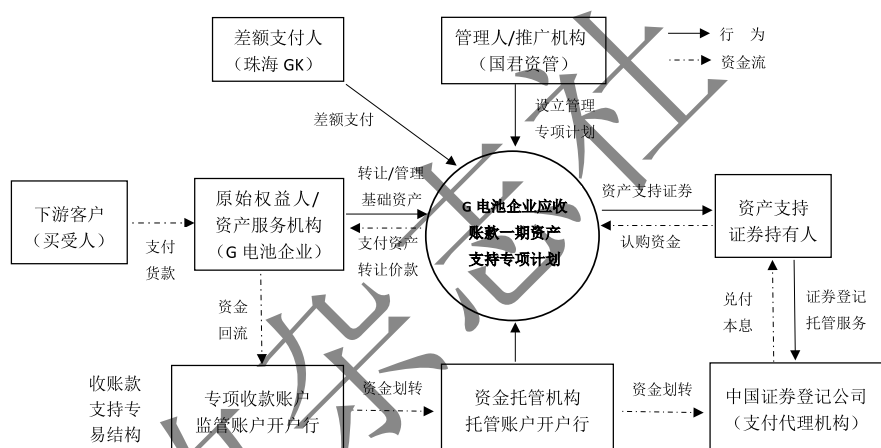 差额支付人
（珠海 GK）
管理人/推广机构
（国君资管）
行 为
资金流
差额支付
设立管理
专项计划
下游客户
（买受人）
支付
货款
原始权益人/
资产服务机构
（G 电池企业）
转让/管理
基础资产
支付资产
转让价款
G 电池企业应收
账款一期资产
支持专项计划
资产支持证券
认购资金
资产支持
证券持有人
资金
回流
兑付
本息
证券登记
托管服务
收账款
支持专
易结构
专项收款账户
监管账户开户行
资金划转
资金托管机构
托管账户开户行
资金划转
中国证券登记公司
（支付代理机构）
杂志社